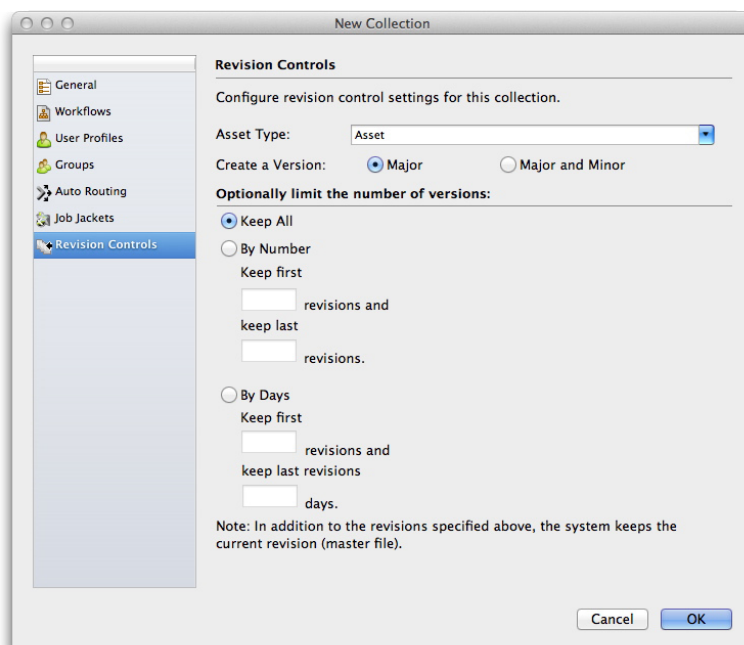 New Collection
General
Workflows
User Profiles
Groups
Auto Routing
Job Jackets
Revision Controls
Revision Controls
Configure revision control settings for this collection.
Asset Type: Asset
Create a Version: Major Major and Minor
Optionally limit the number of versions:
Keep All
By Number
Keep first
revisions and
keep last
revisions.
By Days
Keep first
revisions and
keep last revisions
days.
Note: In addition to the revisions specified above, the system keeps the
current revision (master file).
Cancel OK